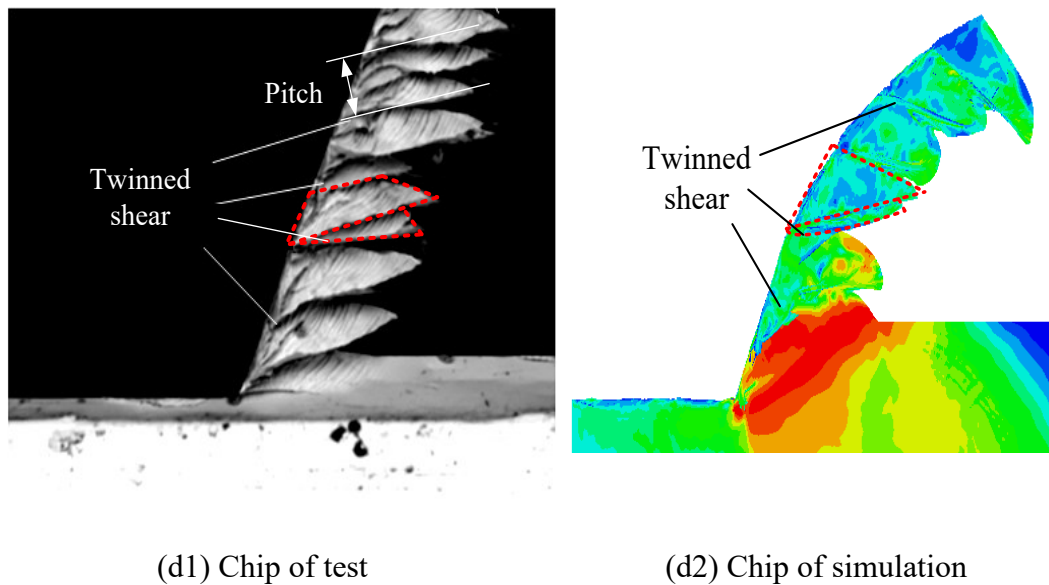 Pitch
Twinned
shear
Twinned
shear
(d1) Chip of test
(d2) Chip of simulation